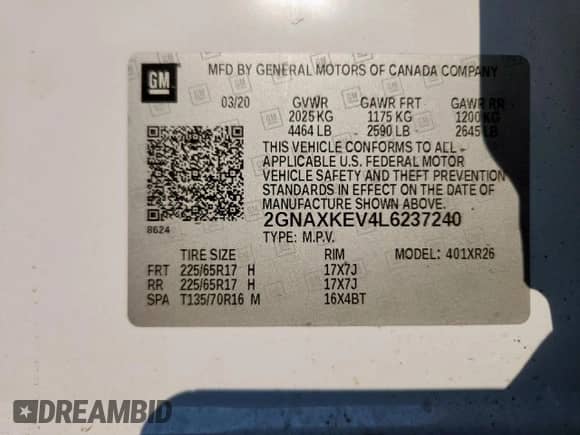 GM MFD BY GENERAL MOTORS OF CANADA COMPANY
03/20 GVWR GAWR FRT GAWR RR
2025 KG 1175 KG 1200 KG
4464 LB 2590 LB 2645 LB
THIS VEHICLE CONFORMS TO ALL
APPLICABLE U.S. FEDERAL MOTOR
VEHICLE SAFETY AND THEFT PREVENTION
STANDARDS IN EFFECT ON THE DATE OF
MANUFACTURE SHOWN ABOVE.
8624 2GNAXKEV4L6237240
TYPE: M.P.V.
TIRE SIZE RIM MODEL: 401XR26
FRT 225/65R17 H 17X7J
RR 225/65R17 H 17X7J
SPA T135/70R16 M 16X4BT
DREAMBID